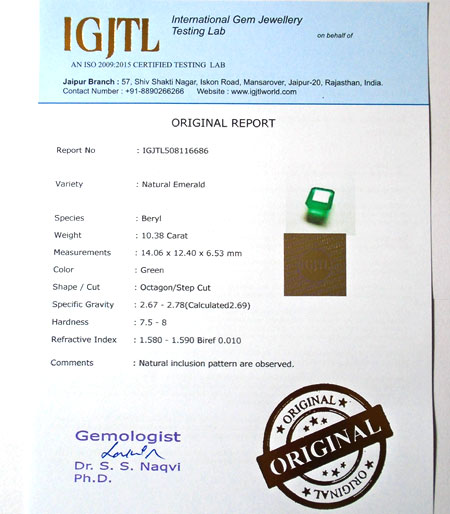 IGJTL
International Gem Jewellery
Testing Lab
on behalf of
AN ISO 2009:2015 CERTIFIED TESTING LAB
Jaipur Branch : 57, Shiv Shakti Nagar, Iskon Road, Mansarover, Jaipur-20, Rajasthan, India.
Contact Number : +91-8890266266 Website : www.igjtlworld.com
ORIGINAL REPORT
Report No : IGJTL508116686
Variety : Natural Emerald
Species : Beryl
Weight : 10.38 Carat
Measurements : 14.06 x 12.40 x 6.53 mm
Color : Green
Shape / Cut : Octagon/Step Cut
Specific Gravity : 2.67 - 2.78(Calculated2.69)
Hardness : 7.5 - 8
Refractive Index : 1.580 - 1.590 Biref 0.010
Comments : Natural inclusion pattern are observed.
IGJTL
Gemologist
Dr. S. S. Naqvi
Ph.D.
ORIGINAL
ORIGINAL
ORIGINAL